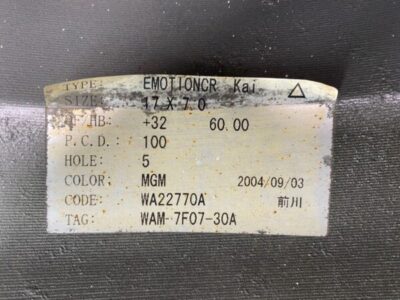 TYPE: EMOTIONCR Kai △
SIZE: 17 X 7.0
/HB: +32 60.00
P.C.D.: 100
HOLE: 5
COLOR: MGM 2004/09/03
CODE: WA22770A 前川
TAG: WAM-7F07-30A